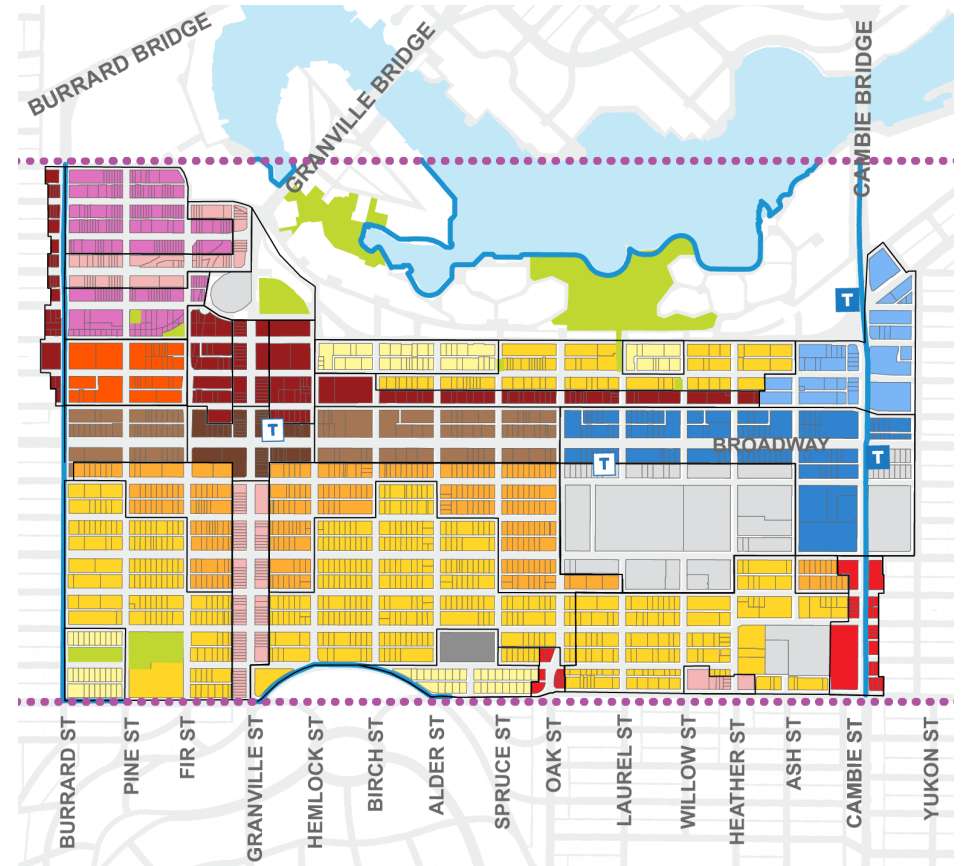 BURRARD BRIDGE
GRANVILLE BRIDGE
CAMBIE BRIDGE
T
T
BROADWAY
T
T
BURRARD ST
PINE ST
FIR ST
GRANVILLE ST
HEMLOCK ST
BIRCH ST
ALDER ST
SPRUCE ST
OAK ST
LAUREL ST
WILLOW ST
HEATHER ST
ASH ST
CAMBIE ST
YUKON ST